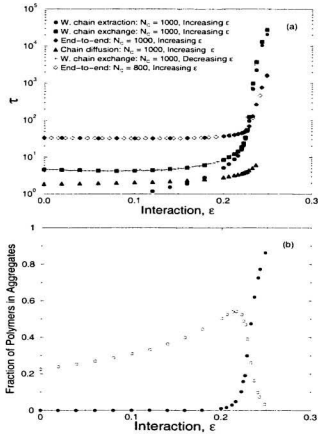 10⁵
10⁴
10³
10²
10¹
10⁰
τ
● W. chain extraction: N_C = 1000, Increasing ε
■ W. chain exchange: N_C = 1000, Increasing ε
◆ End-to-end: N_C = 1000, Increasing ε
▲ Chain diffusion: N_C = 1000, Increasing ε
W. chain exchange: N_C = 1000, Decreasing ε
◇ End-to-end: N_C = 800, Increasing ε
(a)
0.0 0.1 0.2 0.3
Interaction, ε
1
0.8
0.6
0.4
0.2
0
Fraction of Polymers in Aggregates
(b)
0 0.1 0.2 0.3
Interaction, ε